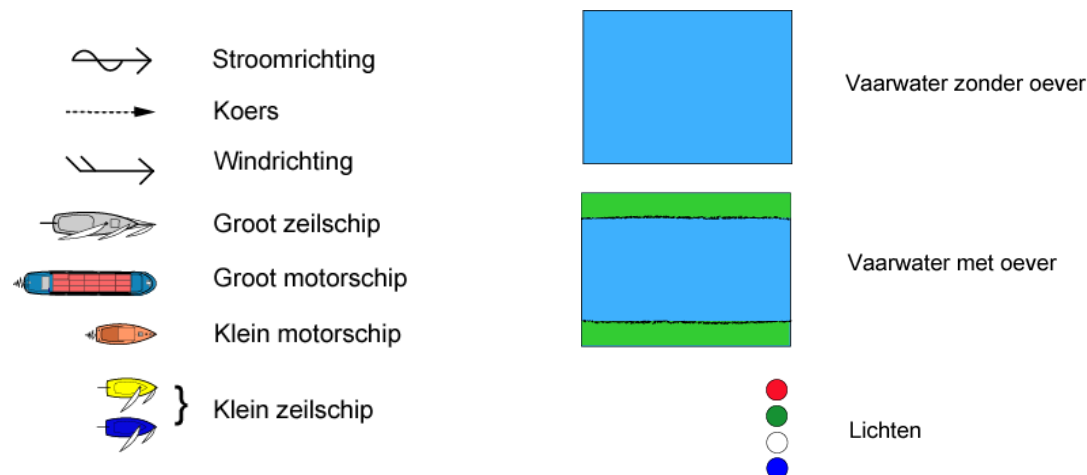 Stroomrichting
Koers
Windrichting
Groot zeilschip
Groot motorschip
Klein motorschip
Klein zeilschip
Vaarwater zonder oever
Vaarwater met oever
Lichten